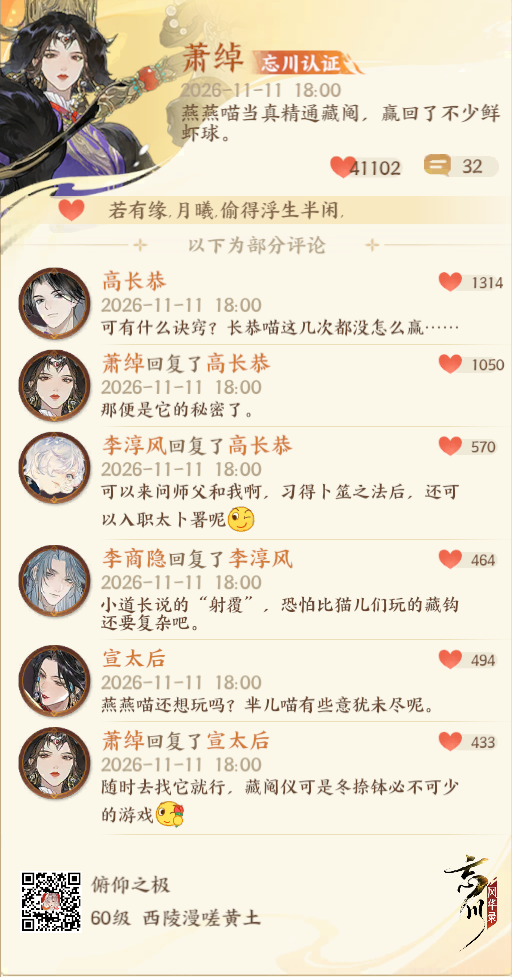 萧绰 忘川认证
2026-11-11 18:00
燕燕喵当真精通藏阄，赢回了不少鲜
虾球。
41102 32
若有缘,月曦,偷得浮生半闲,
以下为部分评论
高长恭 1314
2026-11-11 18:00
可有什么诀窍？长恭喵这几次都没怎么赢……
萧绰回复了高长恭 1050
2026-11-11 18:00
那便是它的秘密了。
李淳风回复了高长恭 570
2026-11-11 18:00
可以来问师父和我啊，习得卜筮之法后，还可
以入职太卜署呢
李商隐回复了李淳风 464
2026-11-11 18:00
小道长说的“射覆”，恐怕比猫儿们玩的藏钩
还要复杂吧。
宣太后 494
2026-11-11 18:00
燕燕喵还想玩吗？芈儿喵有些意犹未尽呢。
萧绰回复了宣太后 433
2026-11-11 18:00
随时去找它就行，藏阄仪可是冬捺钵必不可少
的游戏
俯仰之极
60级 西陵漫嗟黄土
忘川
风华录